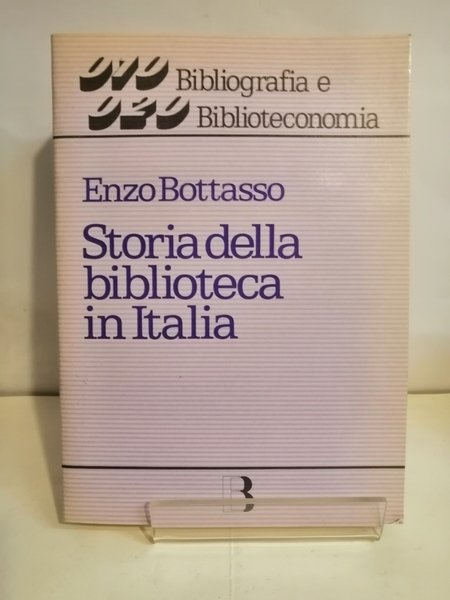 010 Bibliografia e
020 Biblioteconomia
Enzo Bottasso
Storia della
biblioteca
in Italia
B